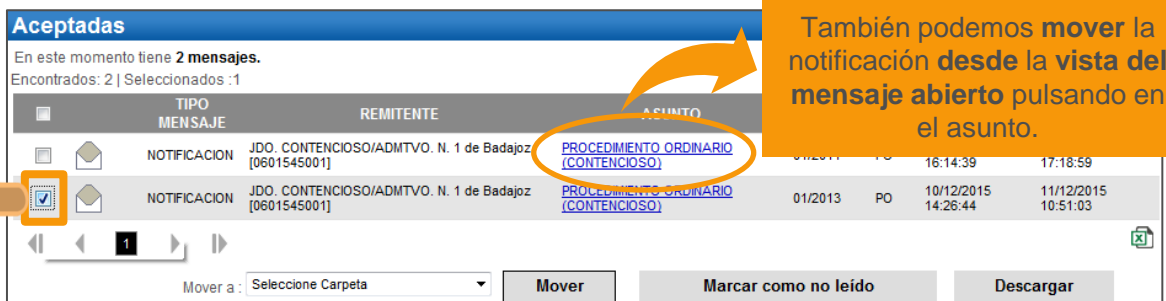 Aceptadas
También podemos mover la
notificación desde la vista del
mensaje abierto pulsando en
el asunto.
En este momento tiene 2 mensajes.
Encontrados: 2 | Seleccionados :1
TIPO MENSAJE REMITENTE ASUNTO
NOTIFICACION JDO. CONTENCIOSO/ADMTVO. N. 1 de Badajoz [0601545001] PROCEDIMIENTO ORDINARIO (CONTENCIOSO) 16:14:39 17:18:59
NOTIFICACION JDO. CONTENCIOSO/ADMTVO. N. 1 de Badajoz [0601545001] PROCEDIMIENTO ORDINARIO (CONTENCIOSO) 01/2013 PO 10/12/2015 14:26:44 11/12/2015 10:51:03
1
Mover a : Seleccione Carpeta Mover Marcar como no leído Descargar